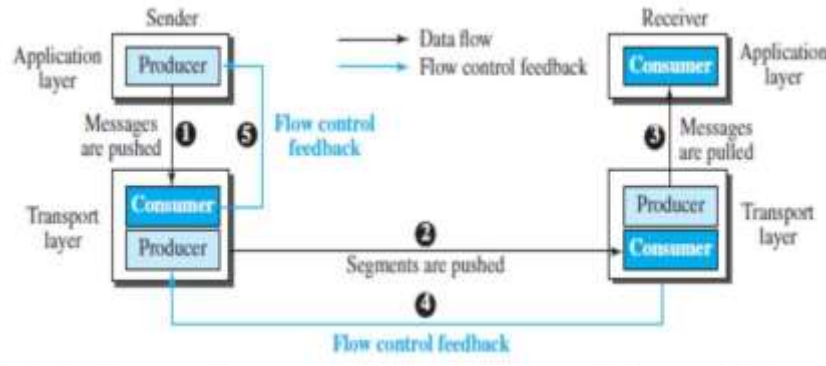 Sender
Receiver
Data flow
Flow control feedback
Application
layer
Producer
Consumer
Application
layer
Messages
are pushed
1
5
Flow control
feedback
3
Messages
are pulled
Transport
layer
Consumer
Producer
2
Segments are pushed
Producer
Consumer
Transport
layer
4
Flow control feedback